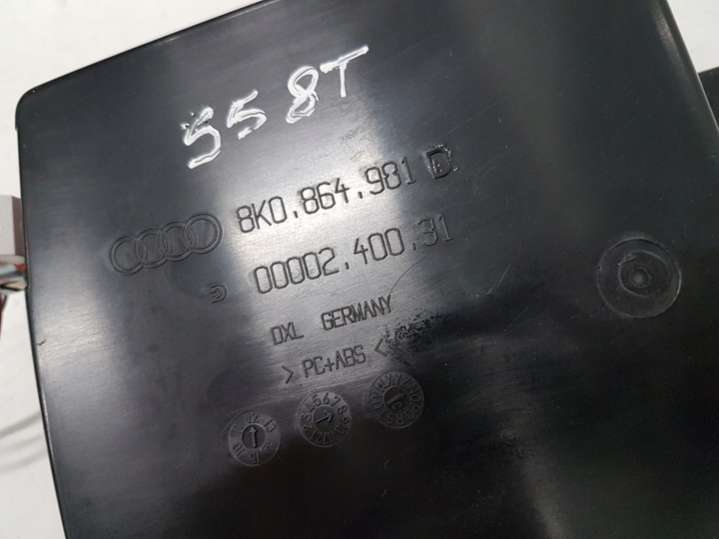 558T
8K0.864.981 D
00002.400.31
DXL GERMANY
> PC+ABS <